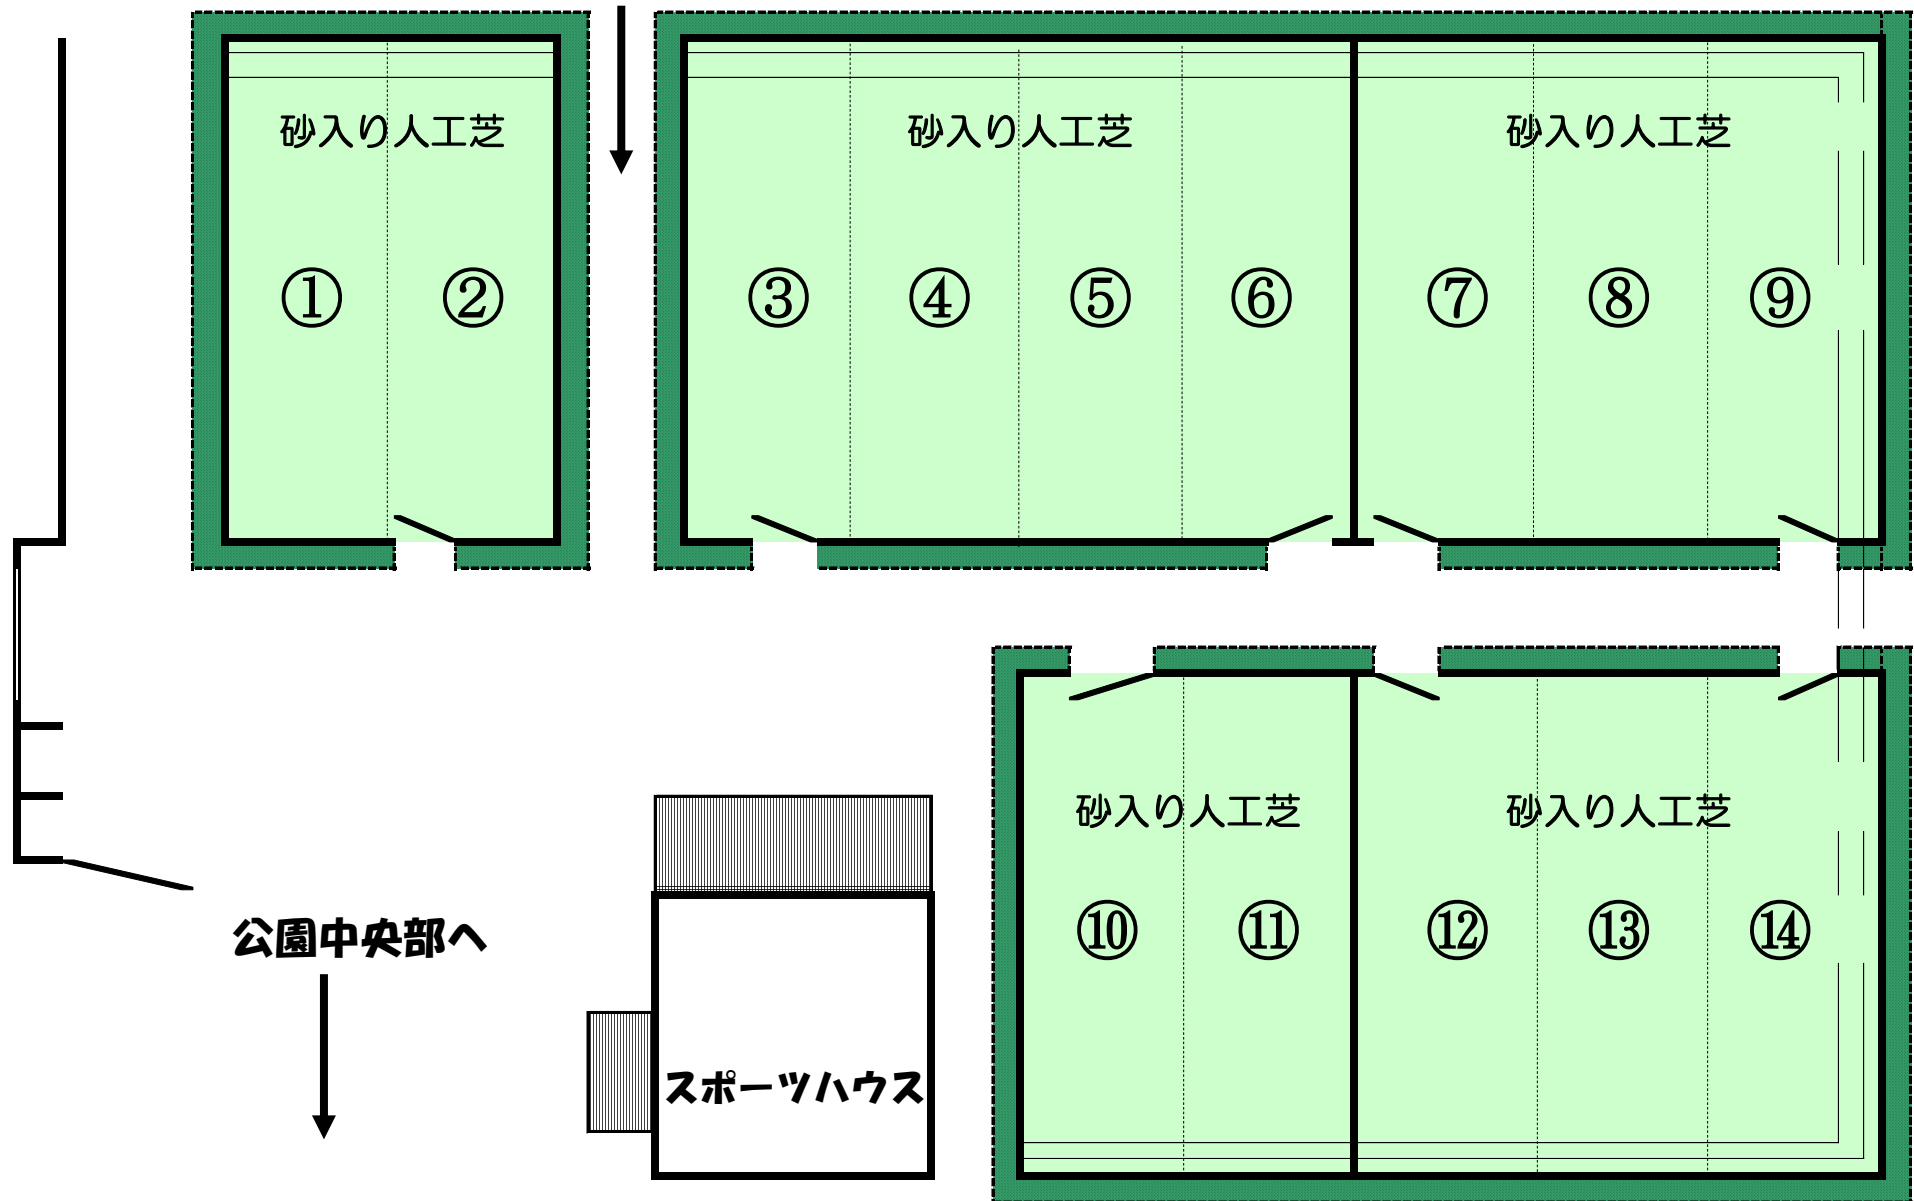 砂入り人工芝
砂入り人工芝
砂入り人工芝
① ② ③ ④ ⑤ ⑥ ⑦ ⑧ ⑨
砂入り人工芝
砂入り人工芝
⑩ ⑪ ⑫ ⑬ ⑭
公園中央部へ
スポーツハウス